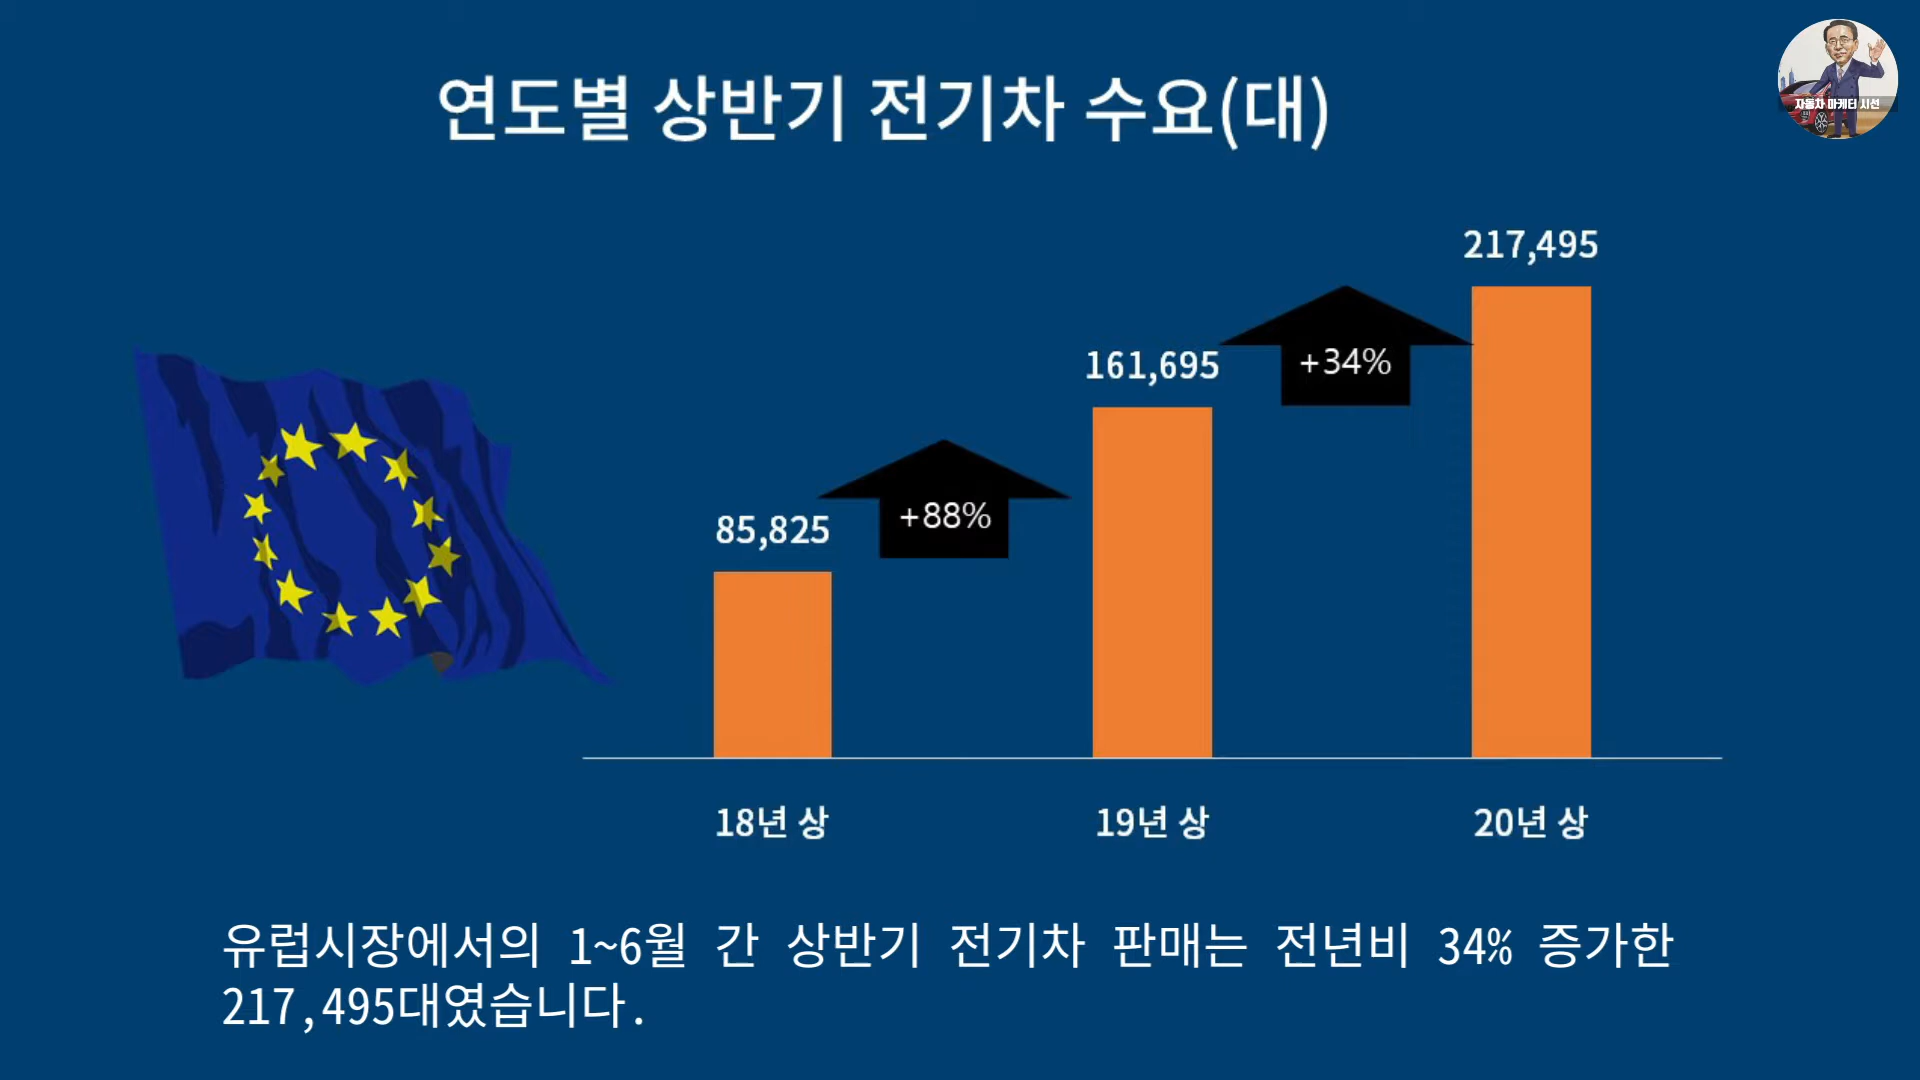 연도별 상반기 전기차 수요(대)
자동차 마케터 시선
217,495
161,695
+34%
85,825
+88%
18년 상
19년 상
20년 상
유럽시장에서의 1~6월 간 상반기 전기차 판매는 전년비 34% 증가한
217,495대였습니다.